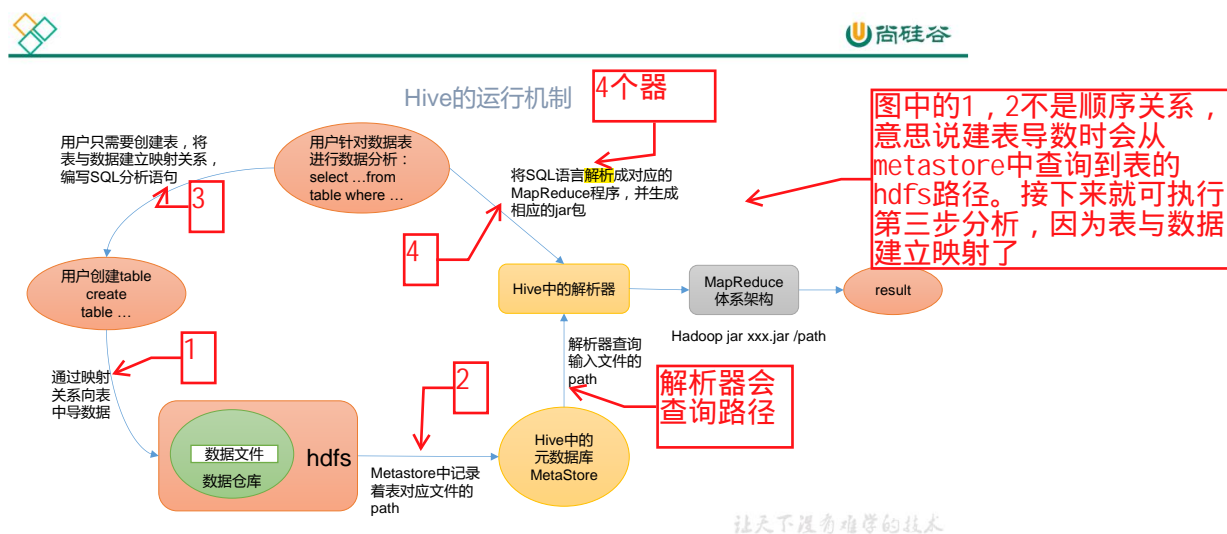 尚硅谷
Hive的运行机制
4个器
图中的1，2不是顺序关系，
意思说建表导数时会从
metastore中查询到表的
hdfs路径。接下来就可执行
第三步分析，因为表与数据
建立映射了
用户只需要创建表，将
表与数据建立映射关系，
编写SQL分析语句
3
用户针对数据表
进行数据分析：
select …from
table where …
将SQL语言解析成对应的
MapReduce程序，并生成
相应的jar包
4
用户创建table
create
table …
Hive中的解析器
MapReduce
体系架构
result
Hadoop jar xxx.jar /path
1
通过映射
关系向表
中导数据
2
解析器查询
输入文件的
path
解析器会
查询路径
数据文件
数据仓库
hdfs
Metastore中记录
着表对应文件的
path
Hive中的
元数据库
MetaStore
让天下没有难学的技术